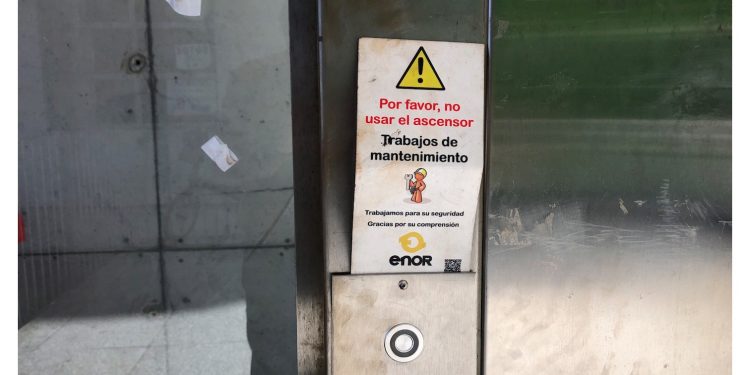 Por favor, no
usar el ascensor
Trabajos de
mantenimiento
Trabajamos para su seguridad
Gracias por su comprensión
enor